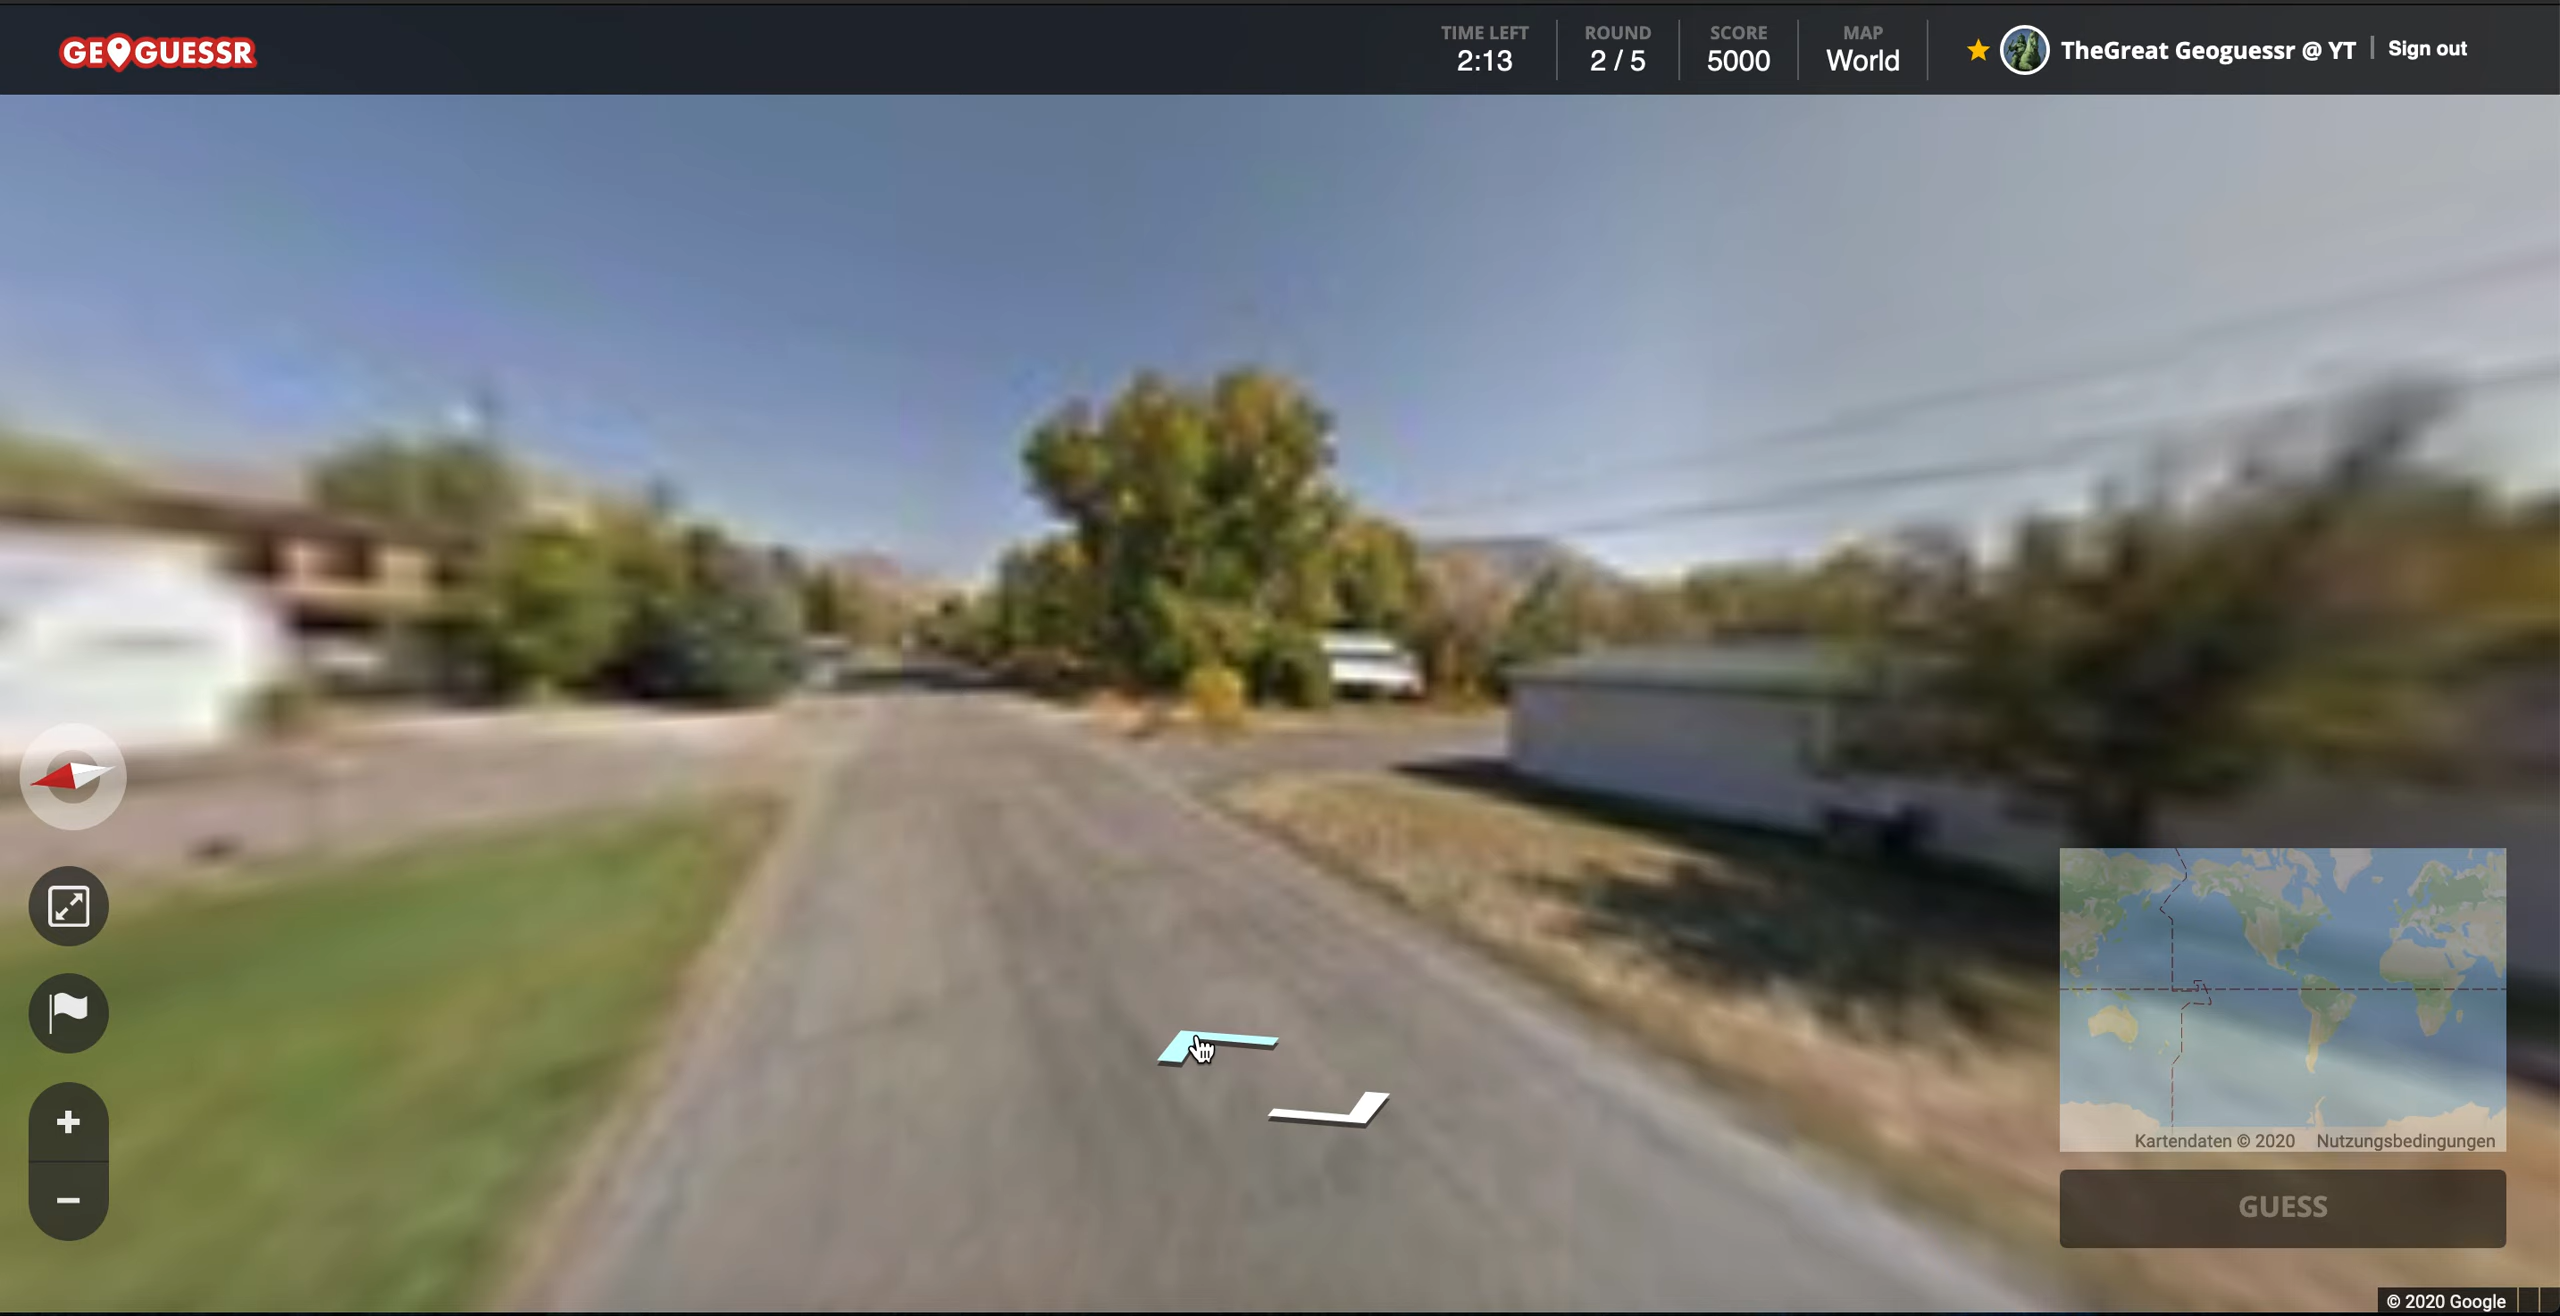 GEOGUESSR
TIME LEFT
2:13
ROUND
2 / 5
SCORE
5000
MAP
World
TheGreat Geoguessr @ YT | Sign out
Kartendaten © 2020 Nutzungsbedingungen
GUESS
© 2020 Google